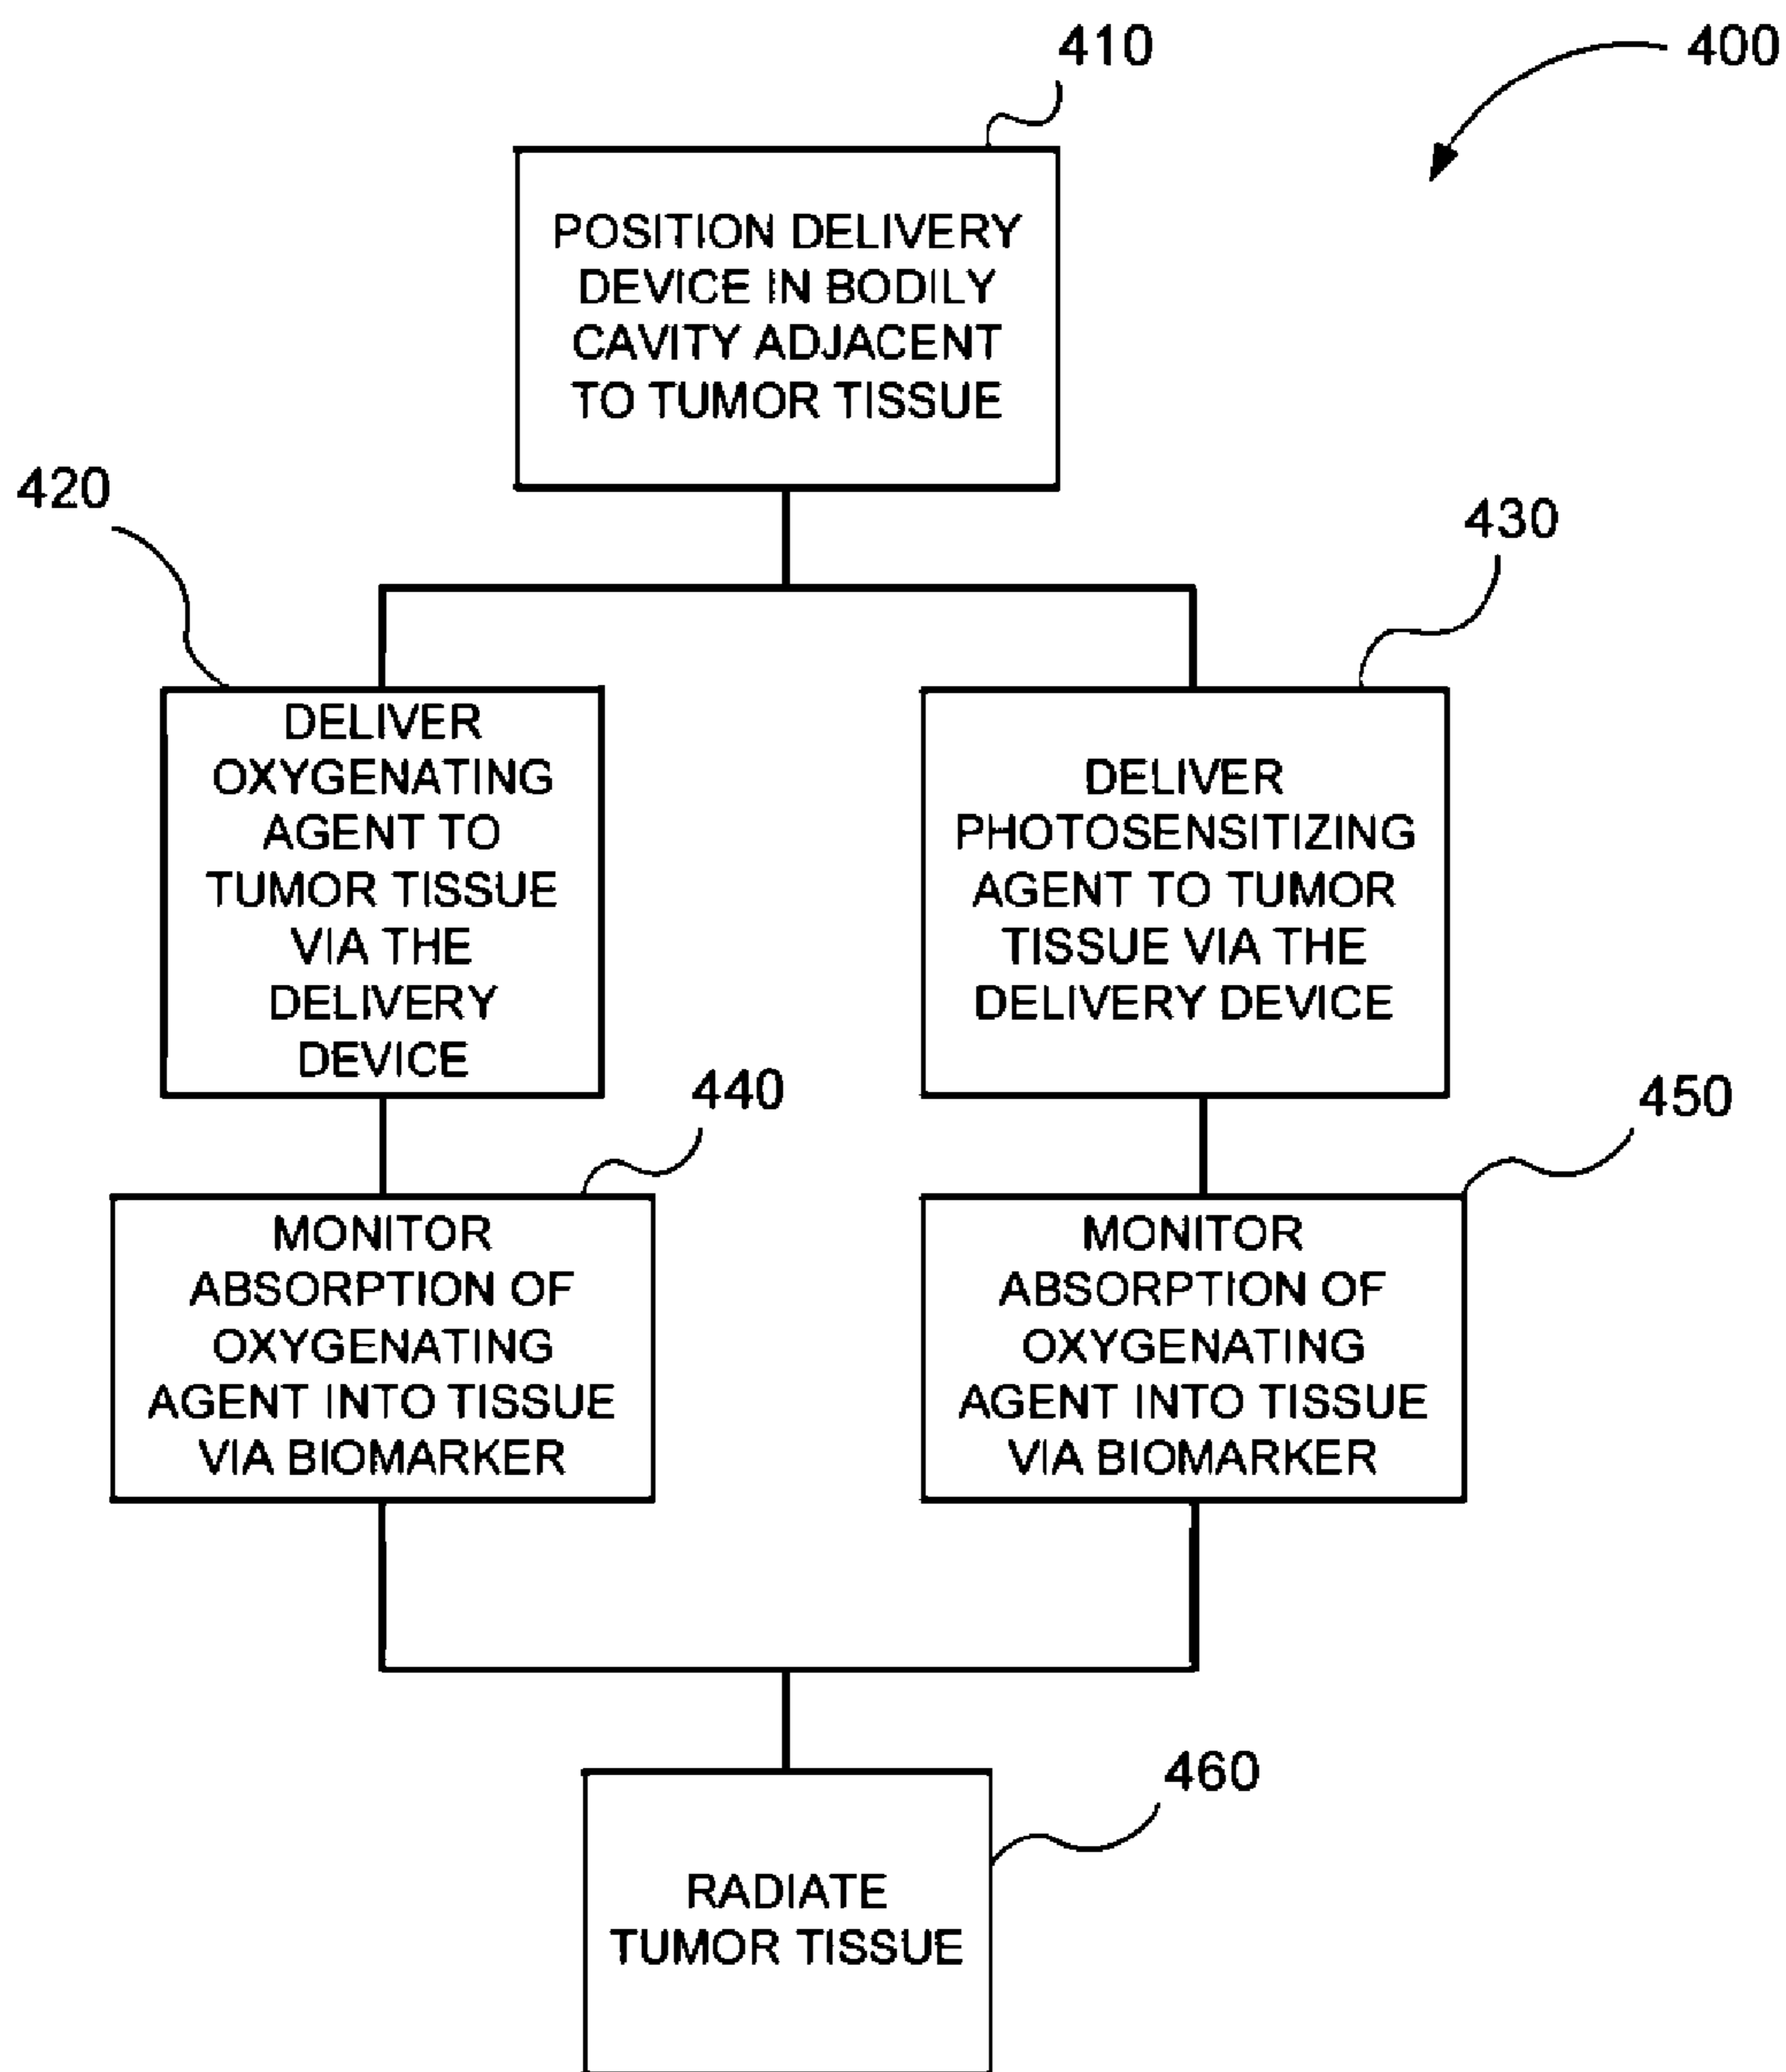 410
400
POSITION DELIVERY
DEVICE IN BODILY
CAVITY ADJACENT
TO TUMOR TISSUE
420
430
DELIVER
OXYGENATING
AGENT TO
TUMOR TISSUE
VIA THE
DELIVERY
DEVICE
DELIVER
PHOTOSENSITIZING
AGENT TO TUMOR
TISSUE VIA THE
DELIVERY DEVICE
440
450
MONITOR
ABSORPTION OF
OXYGENATING
AGENT INTO TISSUE
VIA BIOMARKER
MONITOR
ABSORPTION OF
OXYGENATING
AGENT INTO TISSUE
VIA BIOMARKER
460
RADIATE
TUMOR TISSUE